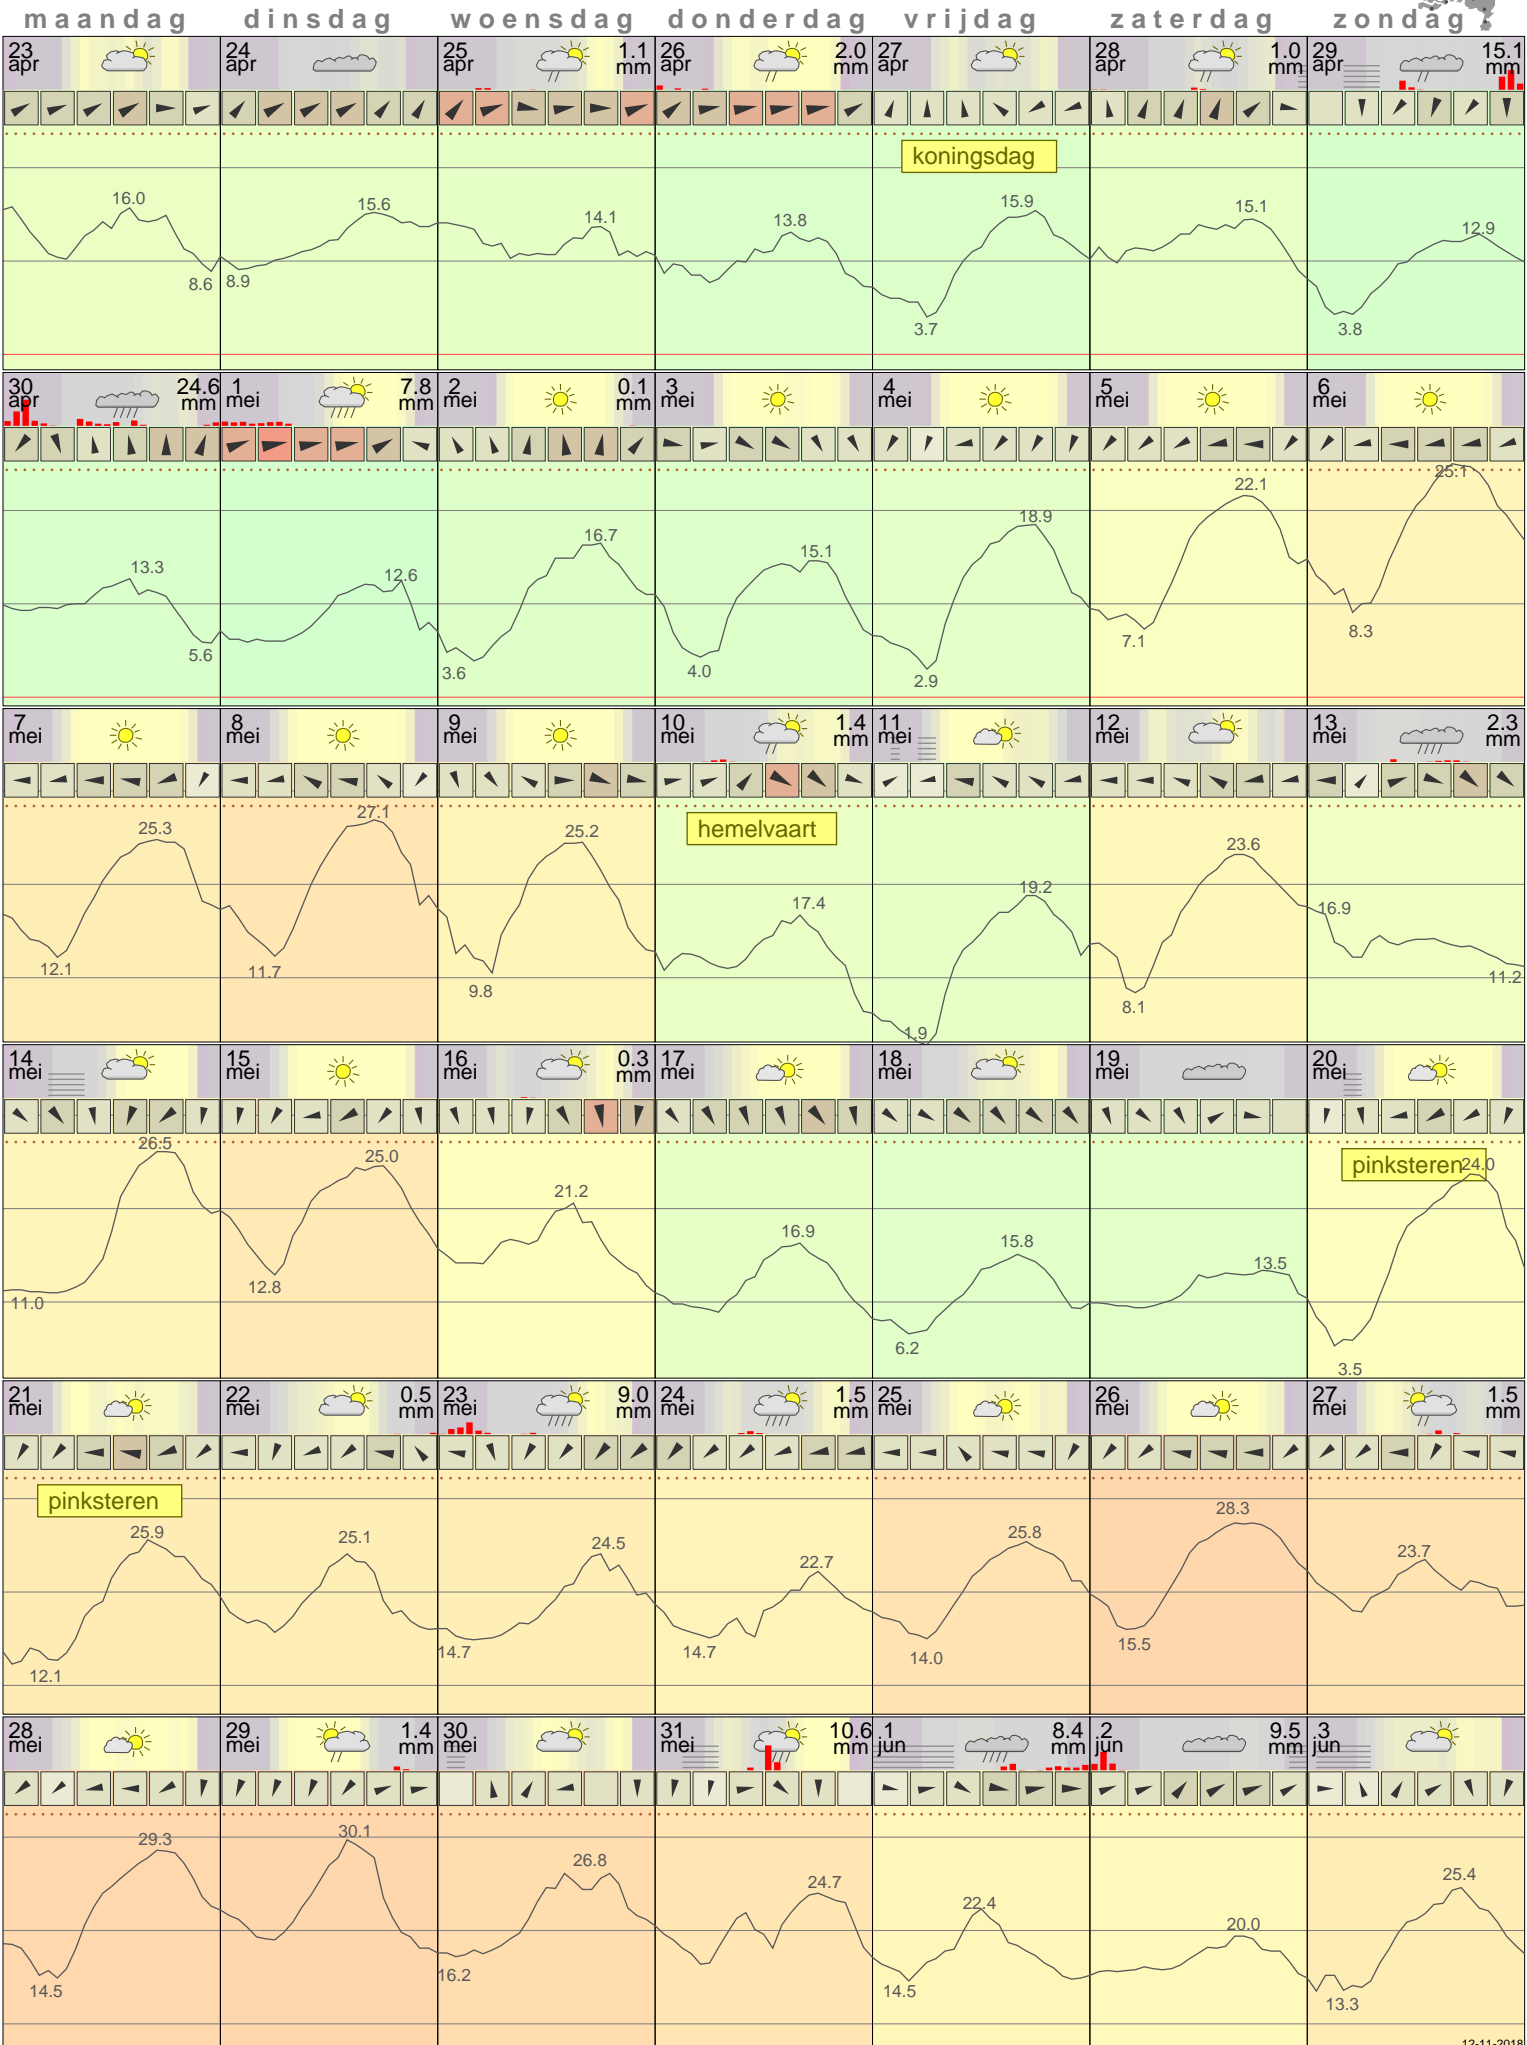 maandag dinsdag woensdag donderdag vrijdag zaterdag zondag
23 24 25 1.1 26 2.0 27 28 1.0 29 15.1
apr apr apr mm apr mm apr apr mm apr mm
koningsdag
16.0 15.6 14.1 13.8 15.9 15.1 12.9
8.6 8.9 3.7 3.8
30 24.6 1 7.8 2 0.1 3 4 5 6
apr mm mei mm mei mm mei mei mei mei
13.3 12.6 16.7 15.1 18.9 22.1 25.1
5.6 3.6 4.0 2.9 7.1 8.3
7 8 9 10 1.4 11 12 13 2.3
mei mei mei mei mm mei mei mei mm
hemelvaart
25.3 27.1 25.2 17.4 19.2 23.6 16.9
12.1 11.7 9.8 1.9 8.1 11.2
14 15 16 0.3 17 18 19 20
mei mei mei mm mei mei mei mei
pinksteren
26.5 25.0 21.2 16.9 15.8 13.5 24.0
11.0 12.8 6.2 3.5
21 22 0.5 23 9.0 24 1.5 25 26 27 1.5
mei mei mm mei mm mei mm mei mei mei mm
pinksteren
25.9 25.1 24.5 22.7 25.8 28.3 23.7
12.1 14.7 14.7 14.0 15.5
28 29 1.4 30 31 10.6 1 8.4 2 9.5 3
mei mei mm mei mei mm jun mm jun mm jun
29.3 30.1 26.8 24.7 22.4 20.0 25.4
14.5 16.2 14.5 13.3
12-11-2018